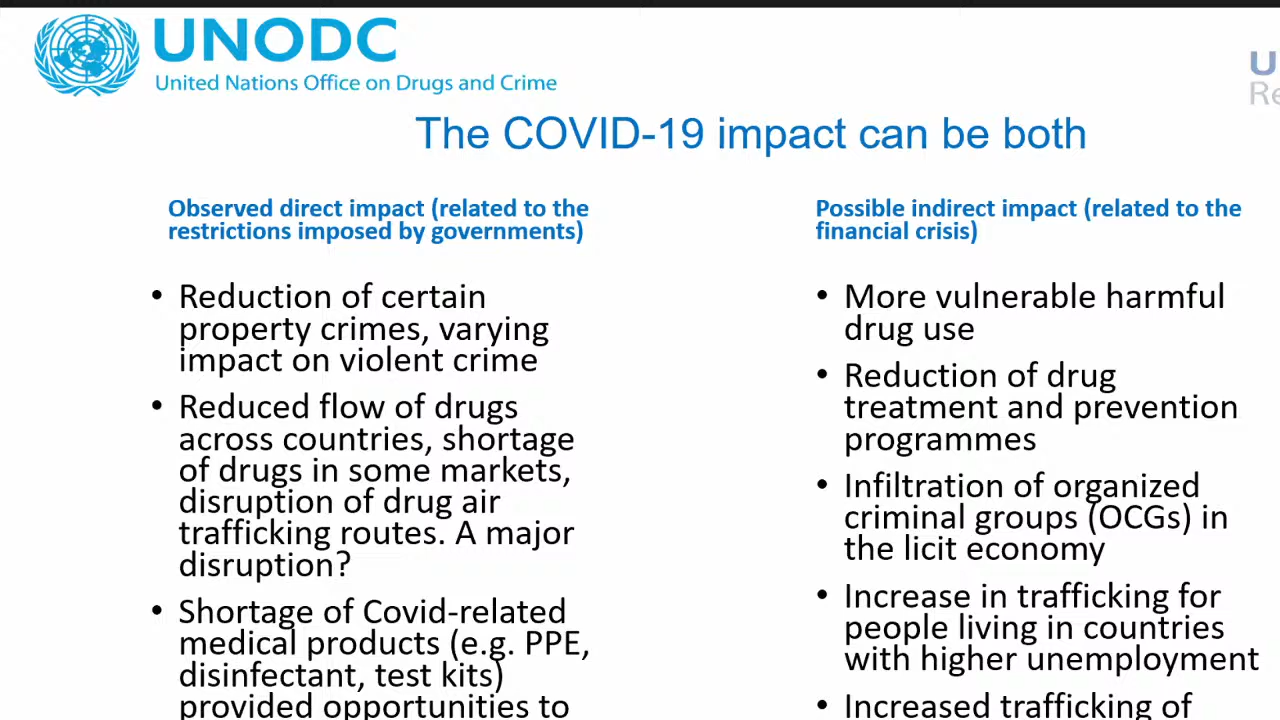 UNODC
United Nations Office on Drugs and Crime
The COVID-19 impact can be both
Observed direct impact (related to the
restrictions imposed by governments)
• Reduction of certain
property crimes, varying
impact on violent crime
• Reduced flow of drugs
across countries, shortage
of drugs in some markets,
disruption of drug air
trafficking routes. A major
disruption?
• Shortage of Covid-related
medical products (e.g. PPE,
disinfectant, test kits)
provided opportunities to
Possible indirect impact (related to the
financial crisis)
• More vulnerable harmful
drug use
• Reduction of drug
treatment and prevention
programmes
• Infiltration of organized
criminal groups (OCGs) in
the licit economy
• Increase in trafficking for
people living in countries
with higher unemployment
• Increased trafficking of